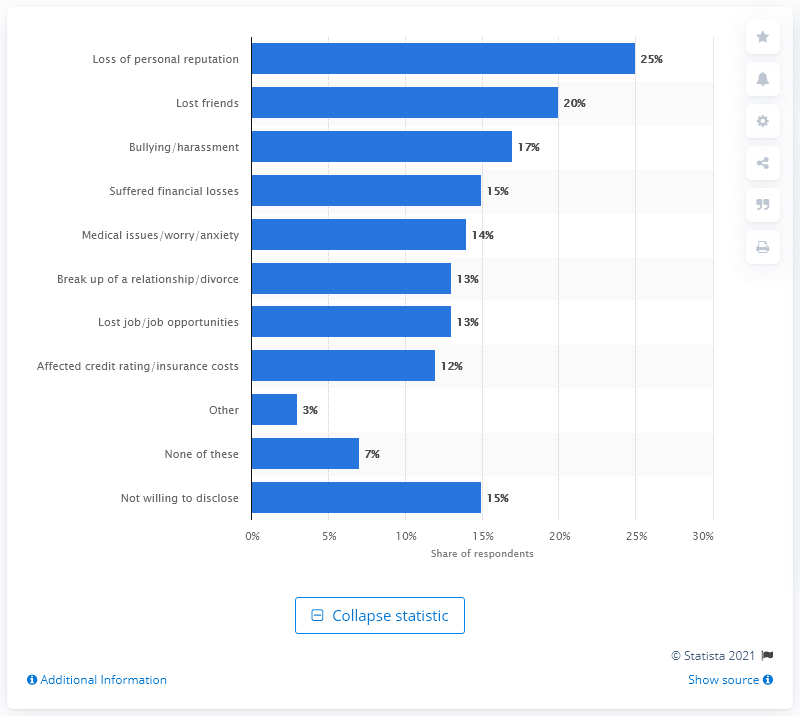 Loss of personal reputation 25%
Lost friends 20%
Bullying/harassment 17%
Suffered financial losses 15%
Medical issues/worry/anxiety 14%
Break up of a relationship/divorce 13%
Lost job/job opportunities 13%
Affected credit rating/insurance costs 12%
Other 3%
None of these 7%
Not willing to disclose 15%
0% 5% 10% 15% 20% 25% 30%
Share of respondents
Collapse statistic
© Statista 2021
Additional Information Show source